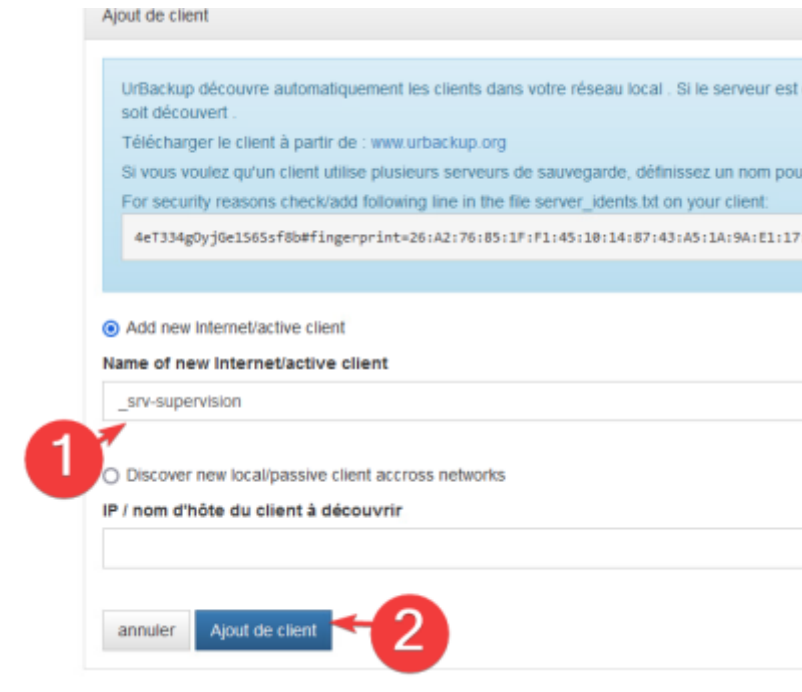 Ajout de client
UrBackup découvre automatiquement les clients dans votre réseau local . Si le serveur est
soit découvert .
Télécharger le client à partir de : www.urbackup.org
Si vous voulez qu'un client utilise plusieurs serveurs de sauvegarde, définissez un nom pou
For security reasons check/add following line in the file server_idents.txt on your client:
4eT334gOyjGe1S6Ssf8b#fingerprint=26:A2:76:85:1F:F1:45:10:14:87:43:A5:1A:9A:E1:17
Add new Internet/active client
Name of new Internet/active client
_srv-supervision
1
Discover new local/passive client accross networks
IP / nom d'hôte du client à découvrir
annuler
Ajout de client
2